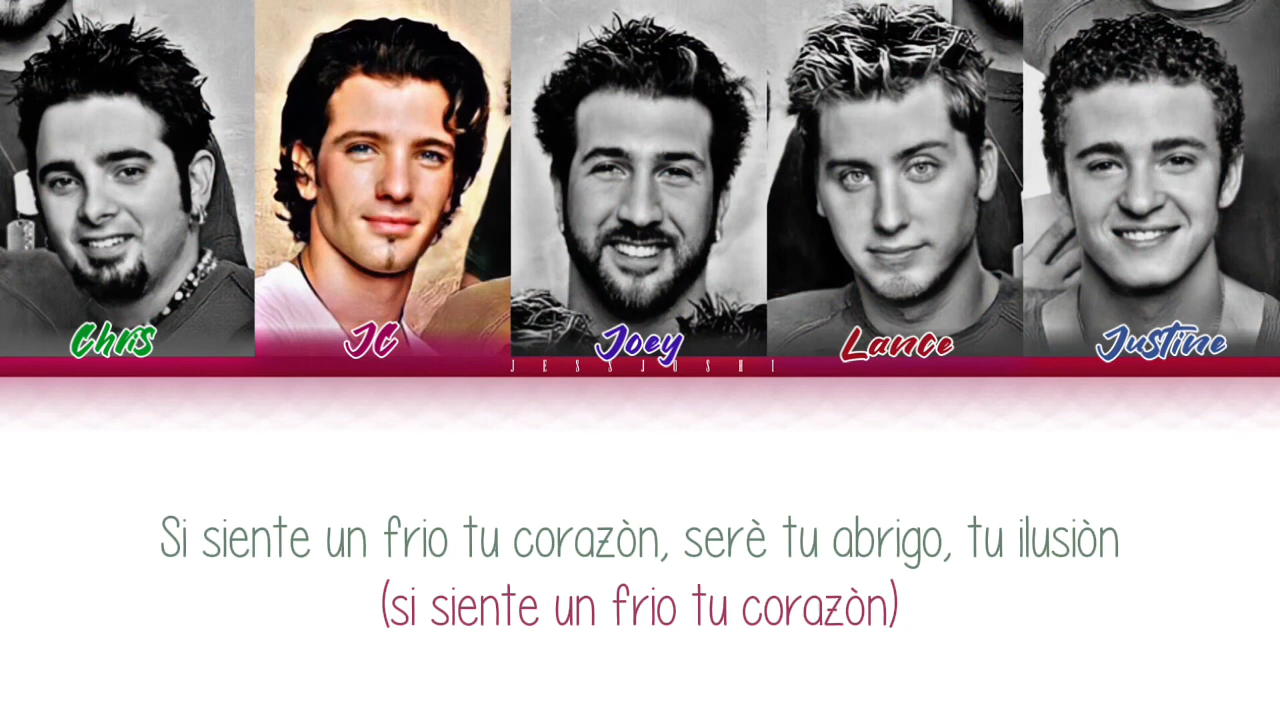 Chris JC Joey Lance Justine
JESSJOSHI
Si siente un frio tu corazòn, serè tu abrigo, tu ilusiòn
(si siente un frio tu corazòn)